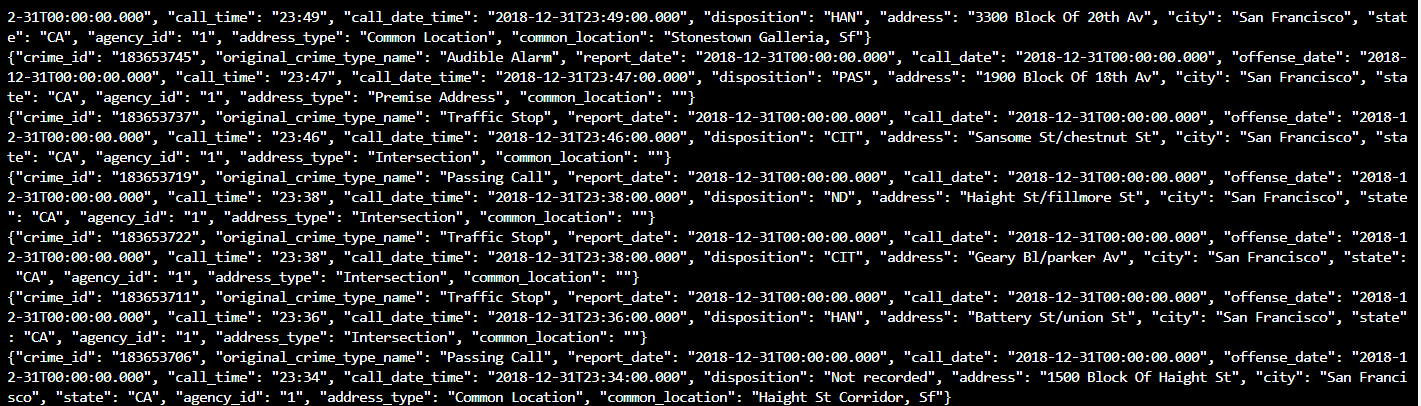 2-31T00:00:00.000", "call_time": "23:49", "call_date_time": "2018-12-31T23:49:00.000", "disposition": "HAN", "address": "3300 Block Of 20th Av", "city": "San Francisco", "stat
e": "CA", "agency_id": "1", "address_type": "Common Location", "common_location": "Stonestown Galleria, Sf"}
{"crime_id": "183653745", "original_crime_type_name": "Audible Alarm", "report_date": "2018-12-31T00:00:00.000", "call_date": "2018-12-31T00:00:00.000", "offense_date": "2018-
12-31T00:00:00.000", "call_time": "23:47", "call_date_time": "2018-12-31T23:47:00.000", "disposition": "PAS", "address": "1900 Block Of 18th Av", "city": "San Francisco", "sta
te": "CA", "agency_id": "1", "address_type": "Premise Address", "common_location": ""}
{"crime_id": "183653737", "original_crime_type_name": "Traffic Stop", "report_date": "2018-12-31T00:00:00.000", "call_date": "2018-12-31T00:00:00.000", "offense_date": "2018-1
2-31T00:00:00.000", "call_time": "23:46", "call_date_time": "2018-12-31T23:46:00.000", "disposition": "CIT", "address": "Sansome St/chestnut St", "city": "San Francisco", "sta
te": "CA", "agency_id": "1", "address_type": "Intersection", "common_location": ""}
{"crime_id": "183653719", "original_crime_type_name": "Passing Call", "report_date": "2018-12-31T00:00:00.000", "call_date": "2018-12-31T00:00:00.000", "offense_date": "2018-1
2-31T00:00:00.000", "call_time": "23:38", "call_date_time": "2018-12-31T23:38:00.000", "disposition": "ND", "address": "Haight St/fillmore St", "city": "San Francisco", "state
": "CA", "agency_id": "1", "address_type": "Intersection", "common_location": ""}
{"crime_id": "183653722", "original_crime_type_name": "Traffic Stop", "report_date": "2018-12-31T00:00:00.000", "call_date": "2018-12-31T00:00:00.000", "offense_date": "2018-1
2-31T00:00:00.000", "call_time": "23:38", "call_date_time": "2018-12-31T23:38:00.000", "disposition": "CIT", "address": "Geary Bl/parker Av", "city": "San Francisco", "state":
 "CA", "agency_id": "1", "address_type": "Intersection", "common_location": ""}
{"crime_id": "183653711", "original_crime_type_name": "Traffic Stop", "report_date": "2018-12-31T00:00:00.000", "call_date": "2018-12-31T00:00:00.000", "offense_date": "2018-1
2-31T00:00:00.000", "call_time": "23:36", "call_date_time": "2018-12-31T23:36:00.000", "disposition": "HAN", "address": "Battery St/union St", "city": "San Francisco", "state"
: "CA", "agency_id": "1", "address_type": "Intersection", "common_location": ""}
{"crime_id": "183653706", "original_crime_type_name": "Passing Call", "report_date": "2018-12-31T00:00:00.000", "call_date": "2018-12-31T00:00:00.000", "offense_date": "2018-1
2-31T00:00:00.000", "call_time": "23:34", "call_date_time": "2018-12-31T23:34:00.000", "disposition": "Not recorded", "address": "1500 Block Of Haight St", "city": "San Franci
sco", "state": "CA", "agency_id": "1", "address_type": "Common Location", "common_location": "Haight St Corridor, Sf"}